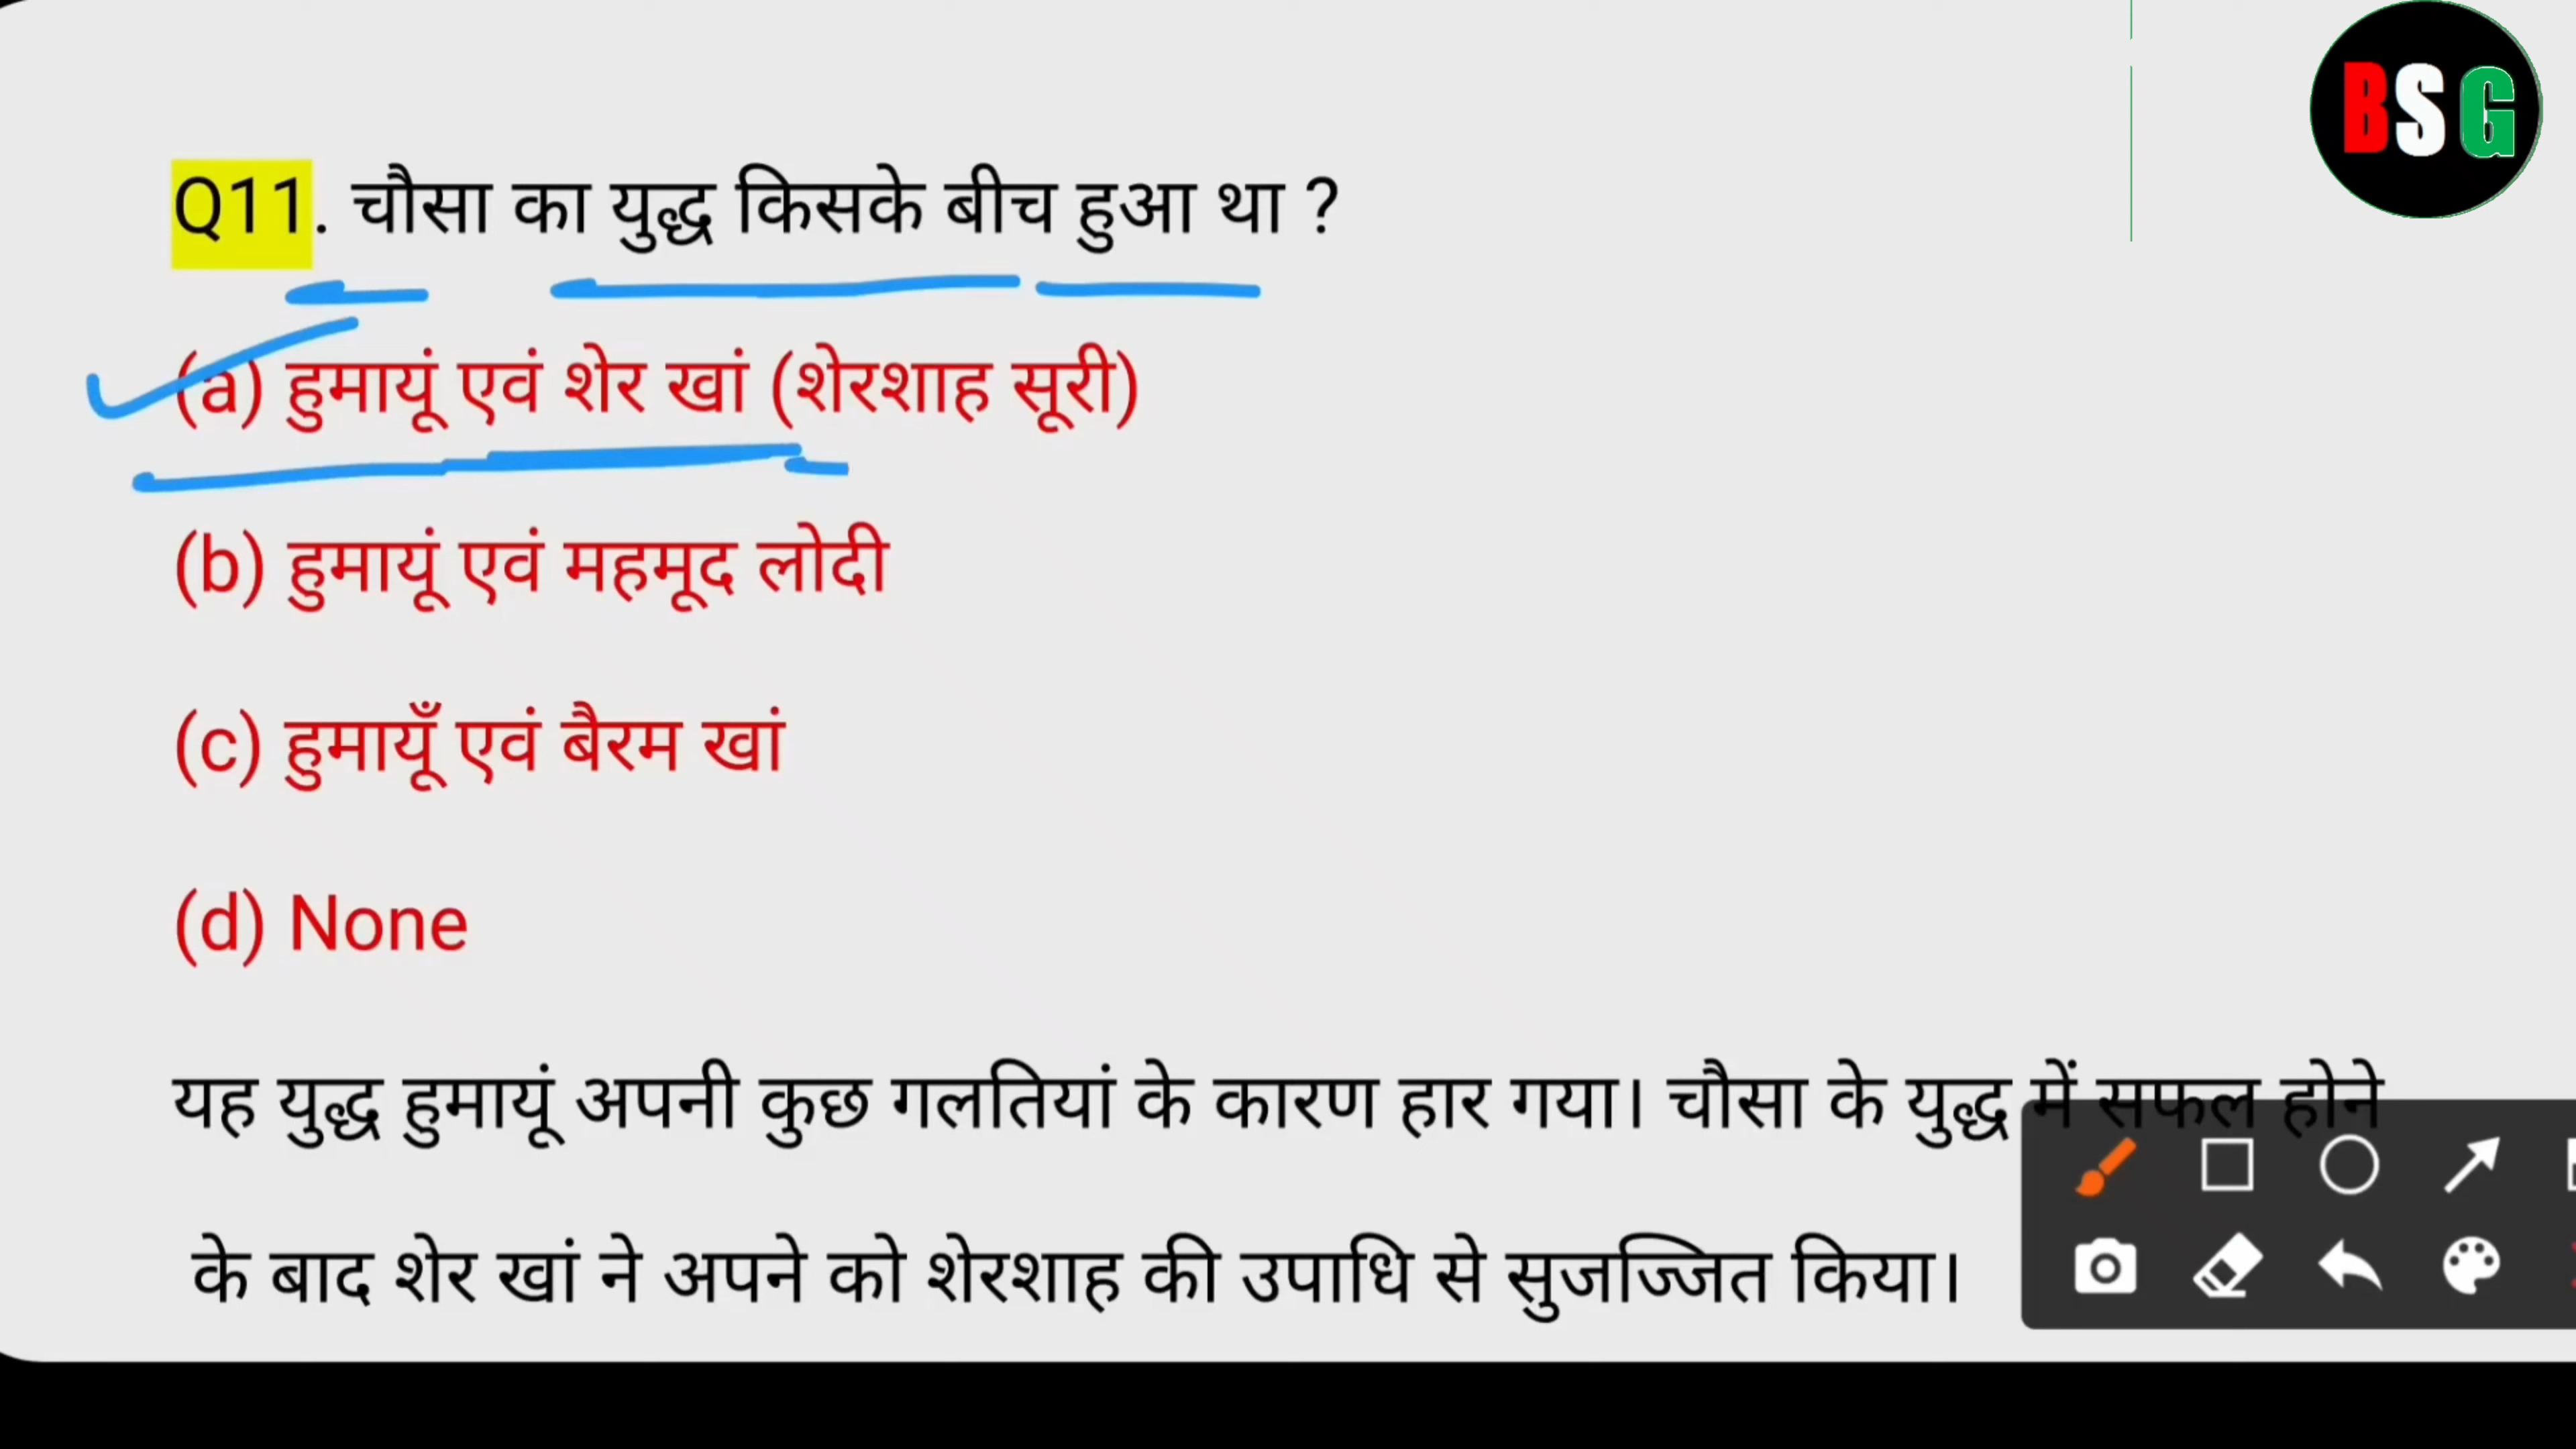 BSG
Q11. चौसा का युद्ध किसके बीच हुआ था ?
(a) हुमायूं एवं शेर खां (शेरशाह सूरी)
(b) हुमायूं एवं महमूद लोदी
(c) हुमायूँ एवं बैरम खां
(d) None
यह युद्ध हुमायूं अपनी कुछ गलतियां के कारण हार गया। चौसा के युद्ध में सफल होने
के बाद शेर खां ने अपने को शेरशाह की उपाधि से सुजज्जित किया।